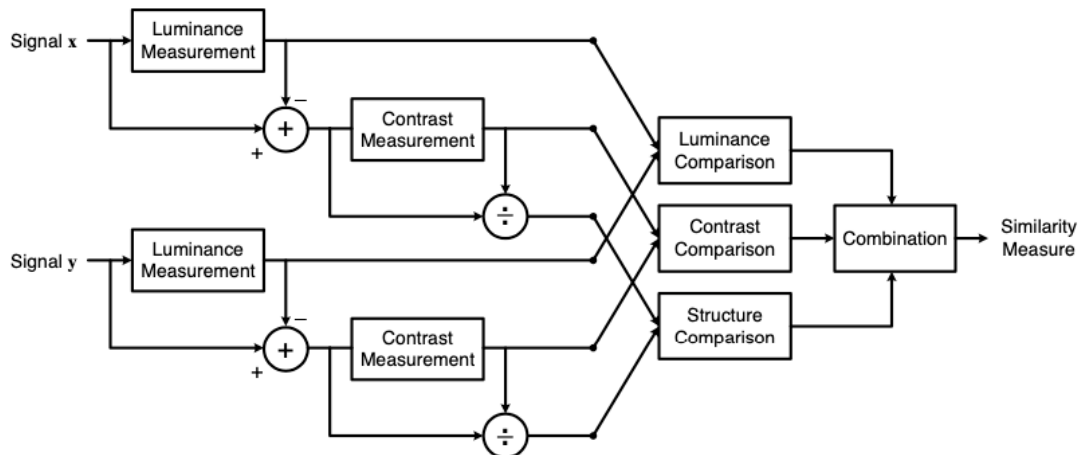 Signal x
Luminance
Measurement
−
+
+
Contrast
Measurement
÷
Signal y
Luminance
Measurement
−
+
+
Contrast
Measurement
÷
Luminance
Comparison
Contrast
Comparison
Structure
Comparison
Combination
Similarity
Measure